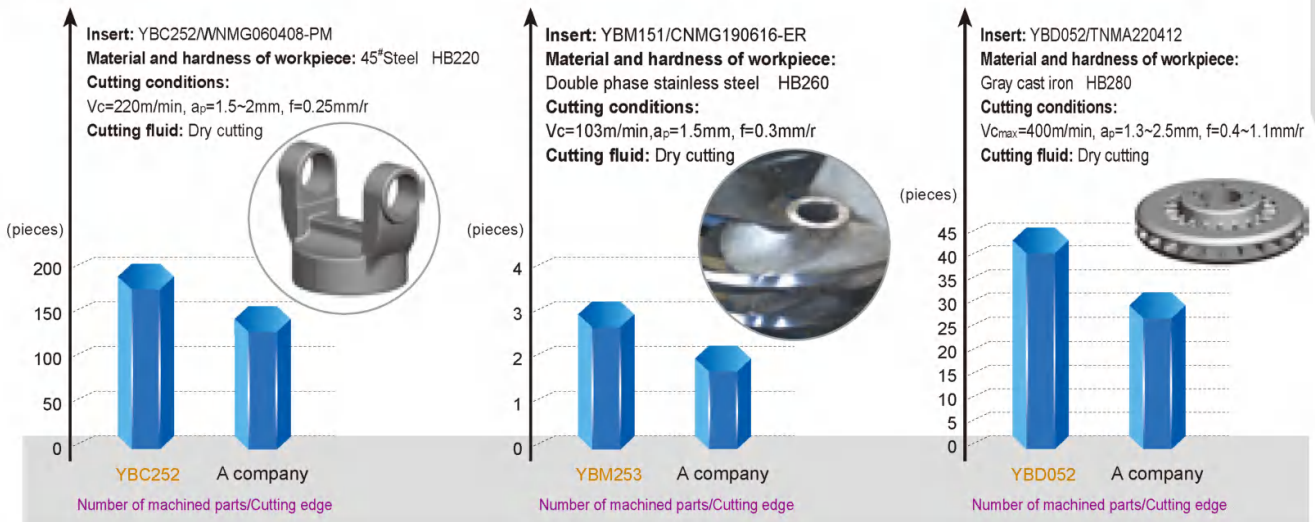 Insert: YBC252/WNMG060408-PM
Material and hardness of workpiece: 45#Steel HB220
Cutting conditions:
Vc=220m/min, ap=1.5~2mm, f=0.25mm/r
Cutting fluid: Dry cutting
(pieces)
200
150
100
50
0
YBC252 A company
Number of machined parts/Cutting edge
Insert: YBM151/CNMG190616-ER
Material and hardness of workpiece:
Double phase stainless steel HB260
Cutting conditions:
Vc=103m/min,ap=1.5mm, f=0.3mm/r
Cutting fluid: Dry cutting
(pieces)
4
3
2
1
0
YBM253 A company
Number of machined parts/Cutting edge
Insert: YBD052/TNMA220412
Material and hardness of workpiece:
Gray cast iron HB280
Cutting conditions:
Vcmax=400m/min, ap=1.3~2.5mm, f=0.4~1.1mm/r
Cutting fluid: Dry cutting
(pieces)
45
40
35
30
25
20
15
10
5
0
YBD052 A company
Number of machined parts/Cutting edge